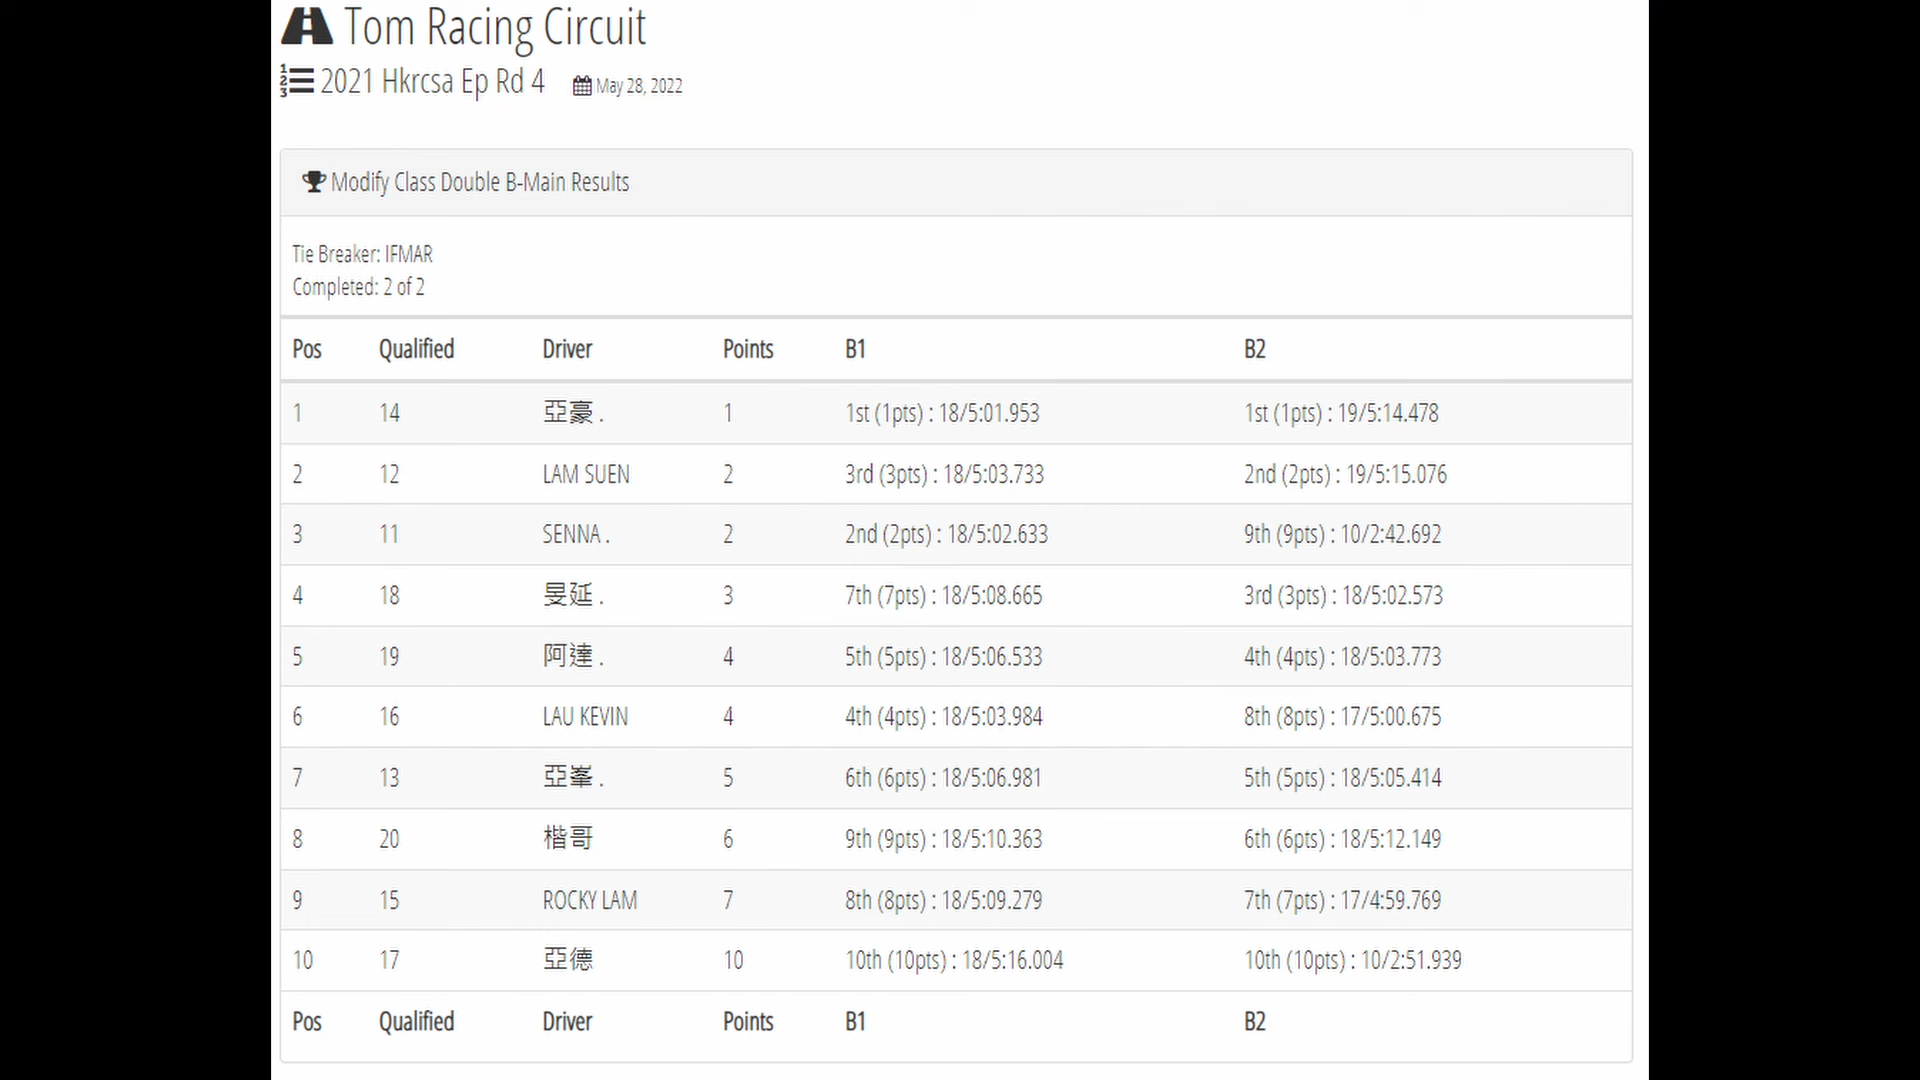 Tom Racing Circuit
2021 Hkrcsa Ep Rd 4 May 28, 2022
Modify Class Double B-Main Results
Tie Breaker: IFMAR
Completed: 2 of 2
Pos Qualified Driver Points B1 B2
1 14 亞豪 . 1 1st (1pts) : 18/5:01.953 1st (1pts) : 19/5:14.478
2 12 LAM SUEN 2 3rd (3pts) : 18/5:03.733 2nd (2pts) : 19/5:15.076
3 11 SENNA . 2 2nd (2pts) : 18/5:02.633 9th (9pts) : 10/2:42.692
4 18 旻延 . 3 7th (7pts) : 18/5:08.665 3rd (3pts) : 18/5:02.573
5 19 阿達 . 4 5th (5pts) : 18/5:06.533 4th (4pts) : 18/5:03.773
6 16 LAU KEVIN 4 4th (4pts) : 18/5:03.984 8th (8pts) : 17/5:00.675
7 13 亞峯 . 5 6th (6pts) : 18/5:06.981 5th (5pts) : 18/5:05.414
8 20 楷哥 6 9th (9pts) : 18/5:10.363 6th (6pts) : 18/5:12.149
9 15 ROCKY LAM 7 8th (8pts) : 18/5:09.279 7th (7pts) : 17/4:59.769
10 17 亞德 10 10th (10pts) : 18/5:16.004 10th (10pts) : 10/2:51.939
Pos Qualified Driver Points B1 B2